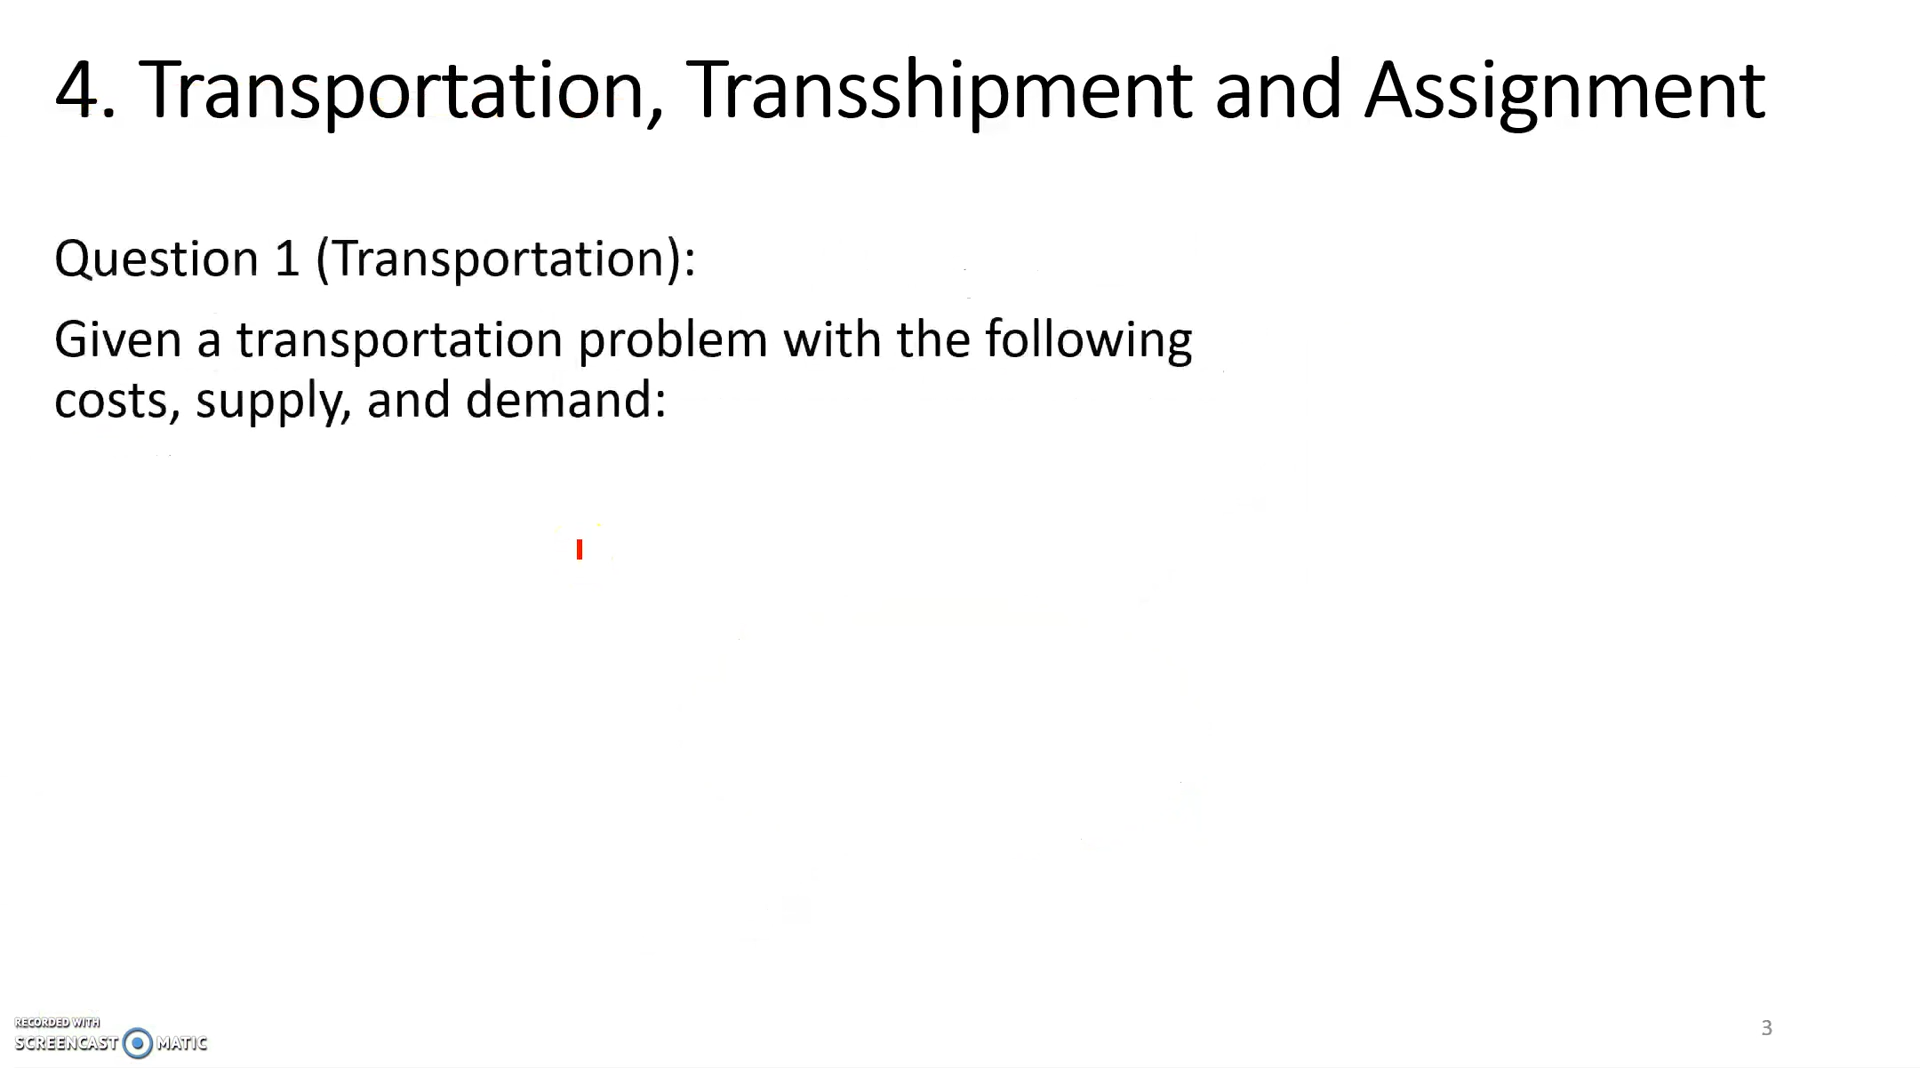 4. Transportation, Transshipment and Assignment
Question 1 (Transportation):
Given a transportation problem with the following
costs, supply, and demand:
RECORDED WITH
SCREENCAST MATIC
3